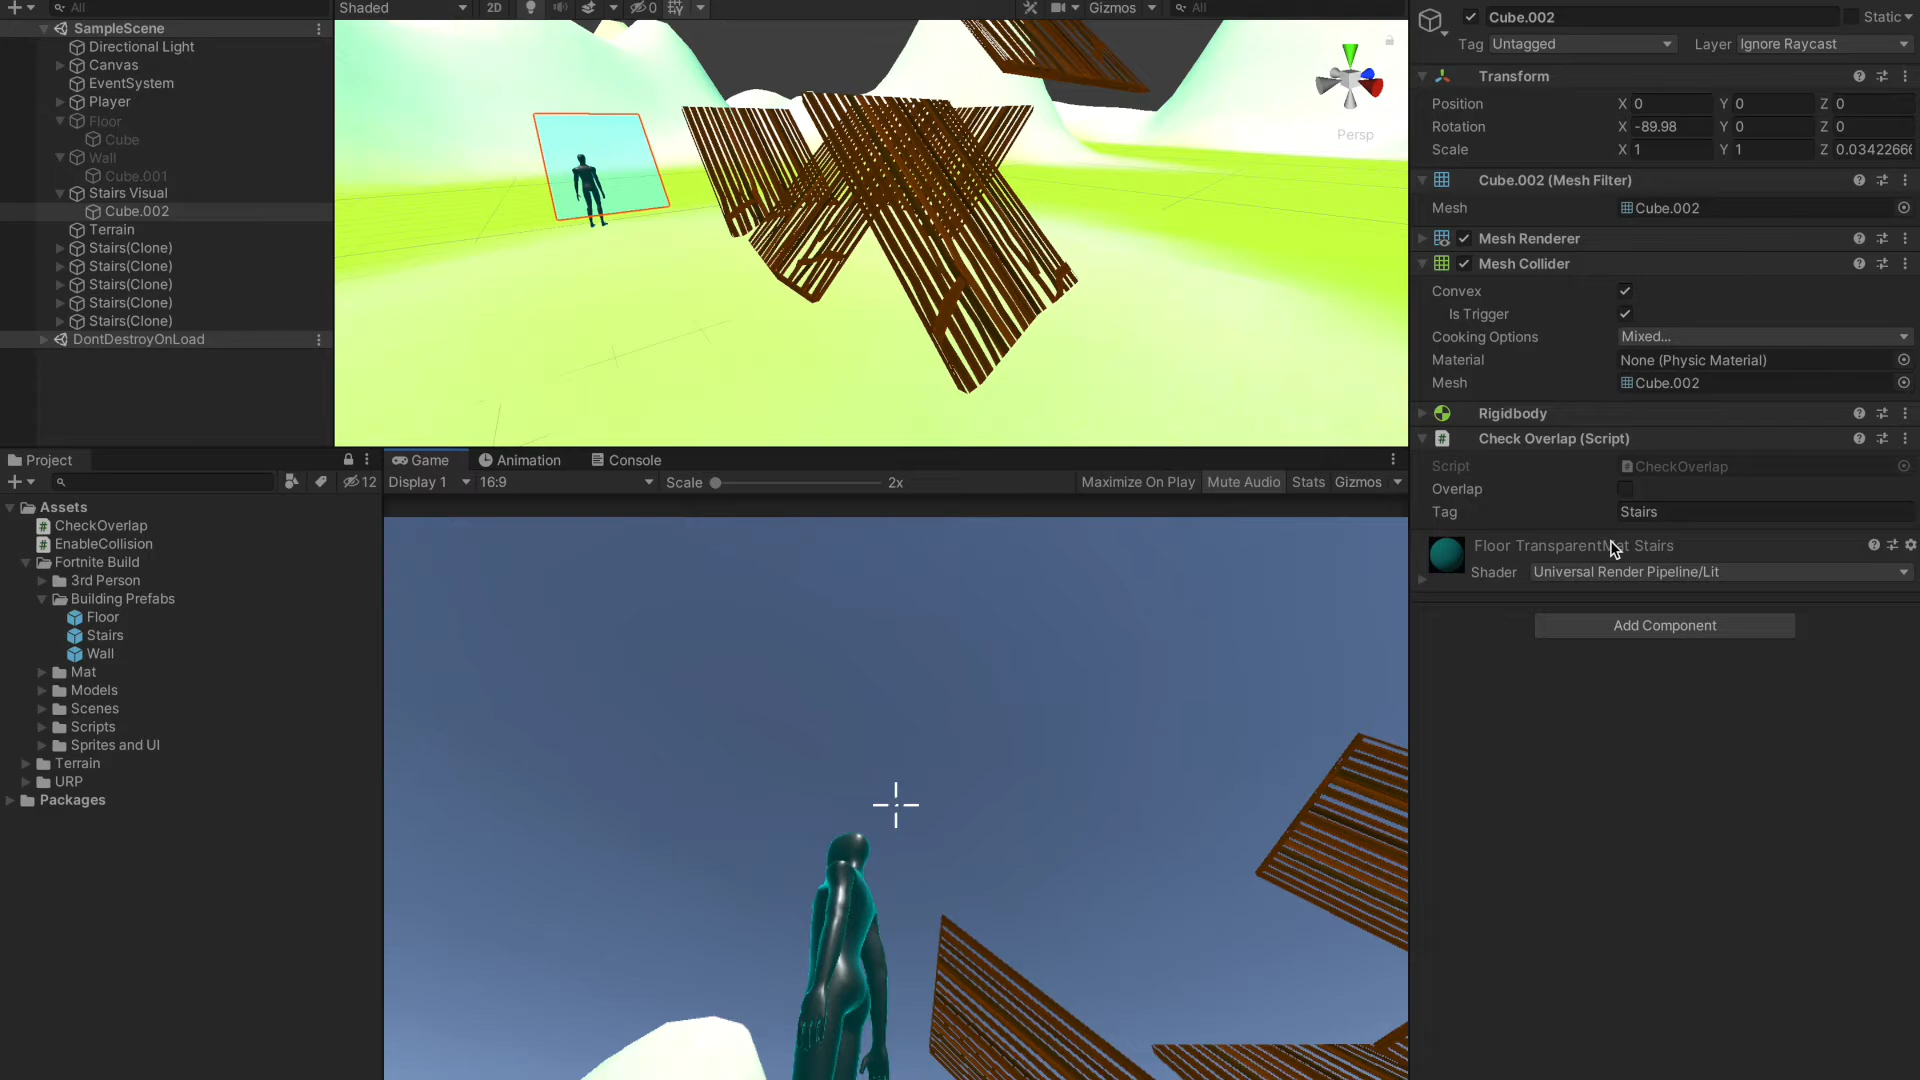 All
SampleScene
Directional Light
Canvas
EventSystem
Player
Floor
Cube
Wall
Cube.001
Stairs Visual
Cube.002
Terrain
Stairs(Clone)
Stairs(Clone)
Stairs(Clone)
Stairs(Clone)
Stairs(Clone)
DontDestroyOnLoad
Shaded
2D
0
Gizmos
All
Persp
Project
12
Assets
CheckOverlap
EnableCollision
Fortnite Build
3rd Person
Building Prefabs
Floor
Stairs
Wall
Mat
Models
Scenes
Scripts
Sprites and UI
Terrain
URP
Packages
Game
Animation
Console
Display 1
16:9
Scale
2x
Maximize On Play
Mute Audio
Stats
Gizmos
Cube.002
Static
Tag Untagged
Layer Ignore Raycast
Transform
Position X 0 Y 0 Z 0
Rotation X -89.98 Y 0 Z 0
Scale X 1 Y 1 Z 0.0342266
Cube.002 (Mesh Filter)
Mesh Cube.002
Mesh Renderer
Mesh Collider
Convex
Is Trigger
Cooking Options Mixed...
Material None (Physic Material)
Mesh Cube.002
Rigidbody
Check Overlap (Script)
Script CheckOverlap
Overlap
Tag Stairs
Floor TransparentMat Stairs
Shader Universal Render Pipeline/Lit
Add Component